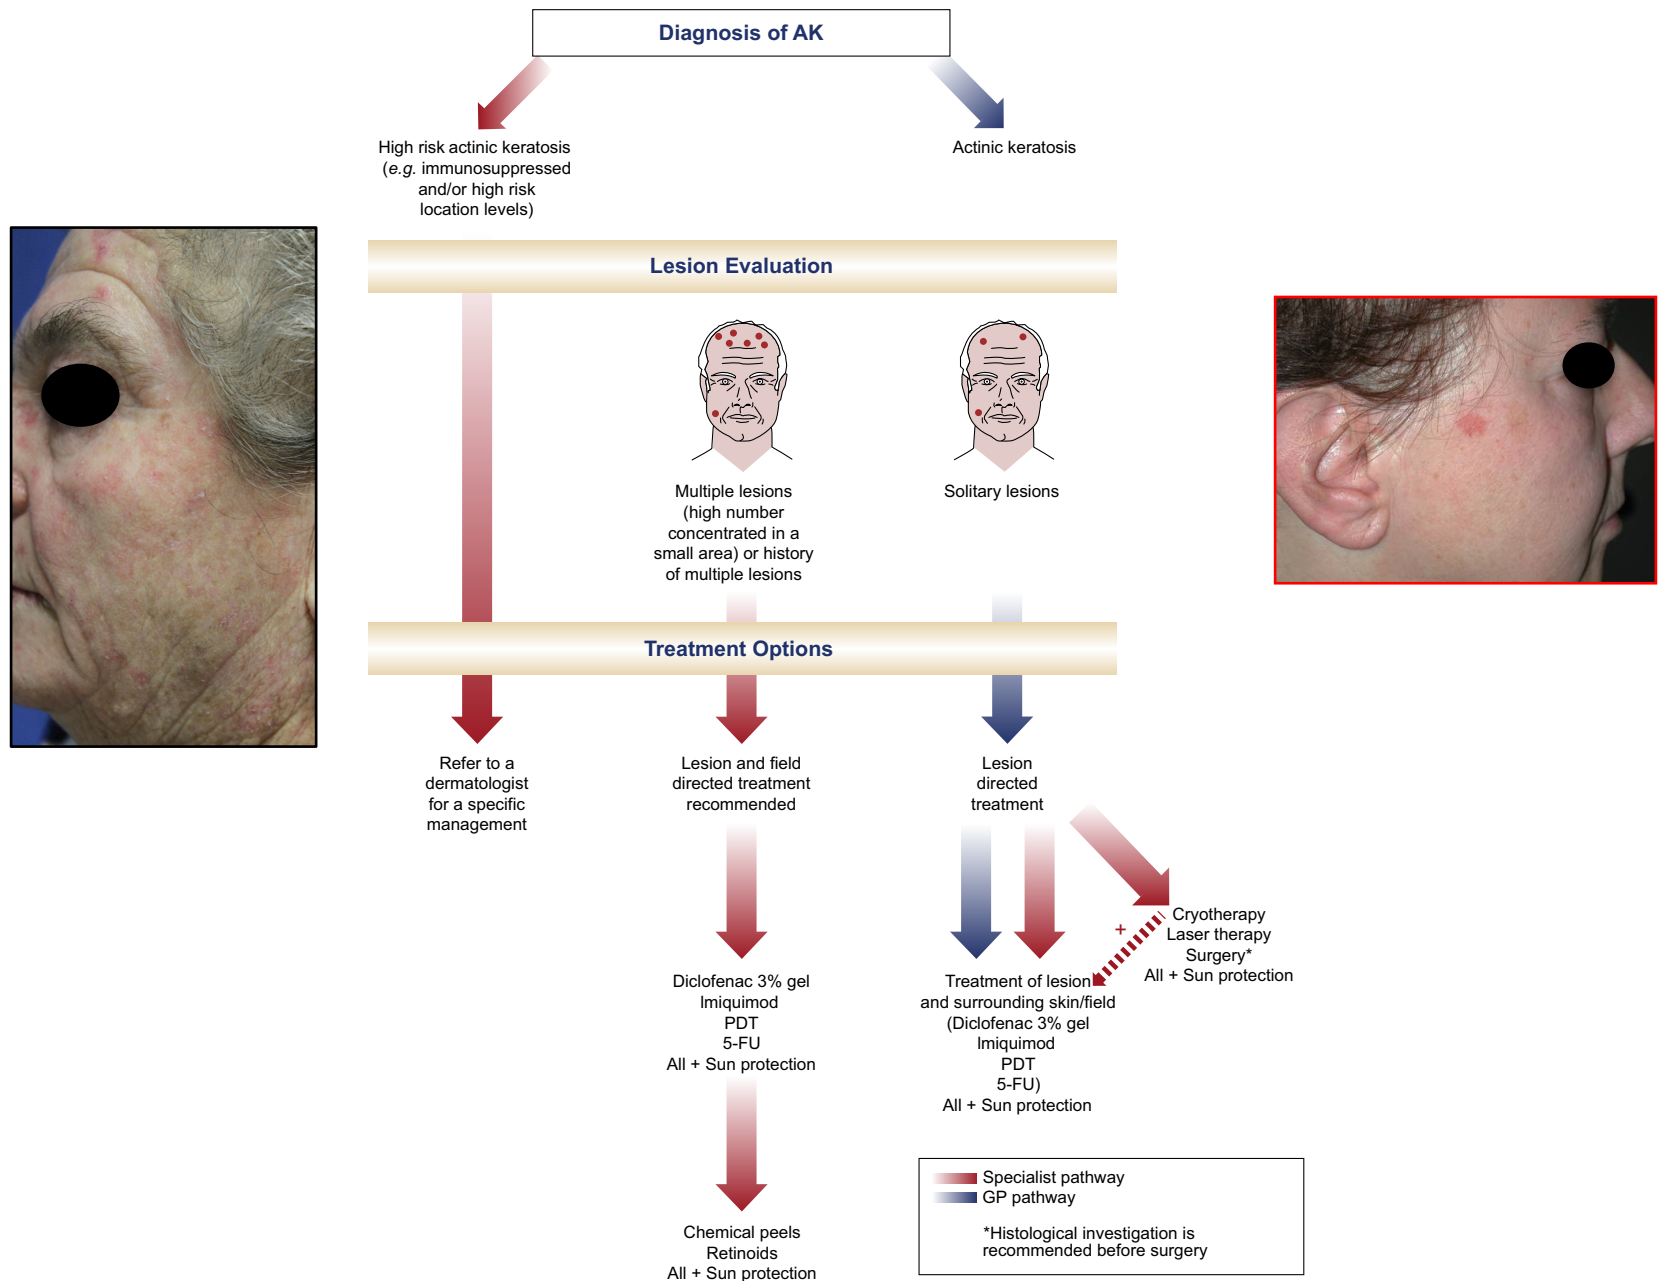 Diagnosis of AK
High risk actinic keratosis
(e.g. immunosuppressed
and/or high risk
location levels)
Actinic keratosis
Lesion Evaluation
Multiple lesions
(high number
concentrated in a
small area) or history
of multiple lesions
Solitary lesions
Treatment Options
Refer to a
dermatologist
for a specific
management
Lesion and field
directed treatment
recommended
Lesion
directed
treatment
Cryotherapy
Laser therapy
Surgery*
All + Sun protection
+
Diclofenac 3% gel
Imiquimod
PDT
5-FU
All + Sun protection
Treatment of lesion
and surrounding skin/field
(Diclofenac 3% gel
Imiquimod
PDT
5-FU)
All + Sun protection
Chemical peels
Retinoids
All + Sun protection
Specialist pathway
GP pathway
*Histological investigation is
recommended before surgery